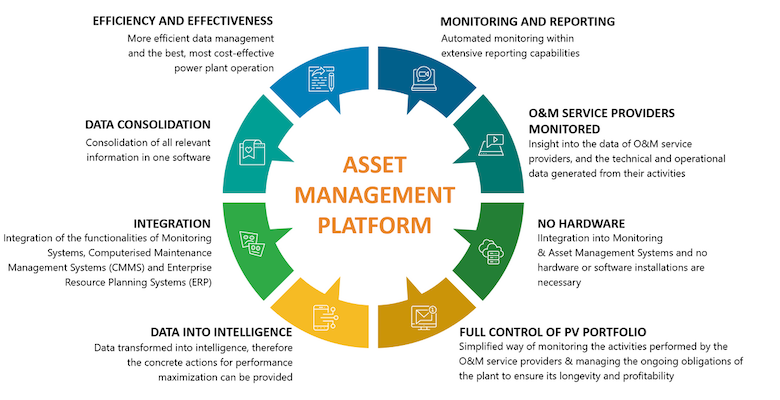 EFFICIENCY AND EFFECTIVENESS
More efficient data management
and the best, most cost-effective
power plant operation
MONITORING AND REPORTING
Automated monitoring within
extensive reporting capabilities
DATA CONSOLIDATION
Consolidation of all relevant
information in one software
O&M SERVICE PROVIDERS
MONITORED
Insight into the data of O&M service
providers, and the technical and operational
data generated from their activities
ASSET
MANAGEMENT
PLATFORM
INTEGRATION
Integration of the functionalities of Monitoring
Systems, Computerised Maintenance
Management Systems (CMMS) and Enterprise
Resource Planning Systems (ERP)
NO HARDWARE
IIntegration into Monitoring
& Asset Management Systems and no
hardware or software installations are
necessary
DATA INTO INTELLIGENCE
Data transformed into intelligence, therefore
the concrete actions for performance
maximization can be provided
FULL CONTROL OF PV PORTFOLIO
Simplified way of monitoring the activities performed by the
O&M service providers & managing the ongoing obligations of
the plant to ensure its longevity and profitability